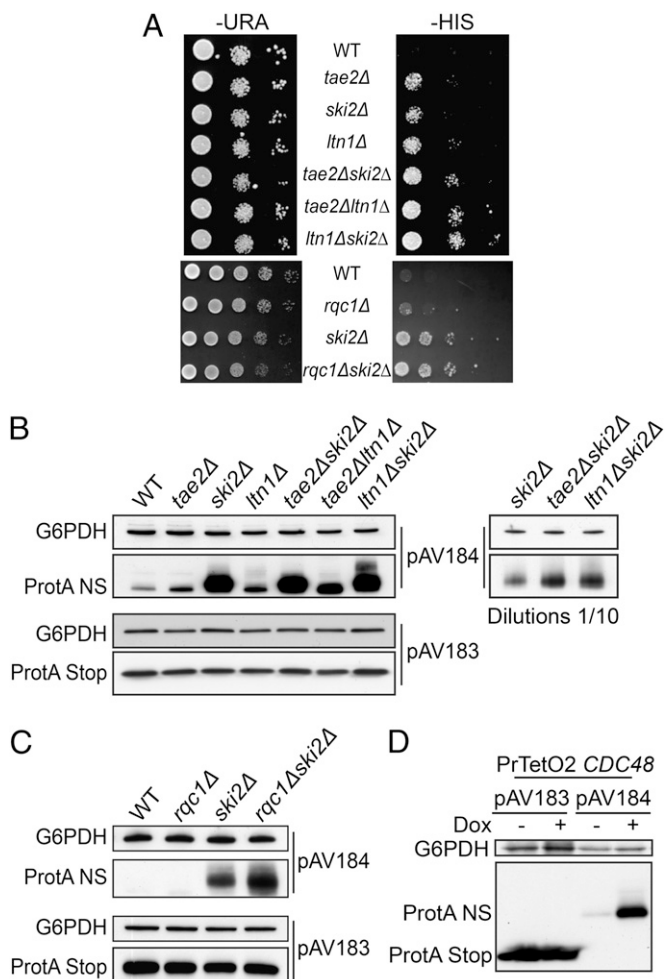 A
-URA -HIS
WT
tae2Δ
ski2Δ
ltn1Δ
tae2Δski2Δ
tae2Δltn1Δ
ltn1Δski2Δ
WT
rqc1Δ
ski2Δ
rqc1Δski2Δ
B
WT tae2Δ ski2Δ ltn1Δ tae2Δski2Δ tae2Δltn1Δ ltn1Δski2Δ
G6PDH
ProtA NS
pAV184
G6PDH
ProtA Stop
pAV183
ski2Δ tae2Δski2Δ ltn1Δski2Δ
Dilutions 1/10
C
WT rqc1Δ ski2Δ rqc1Δski2Δ
G6PDH
ProtA NS
pAV184
G6PDH
ProtA Stop
pAV183
D
PrTetO2 CDC48
pAV183 pAV184
Dox - + - +
G6PDH
ProtA NS
ProtA Stop